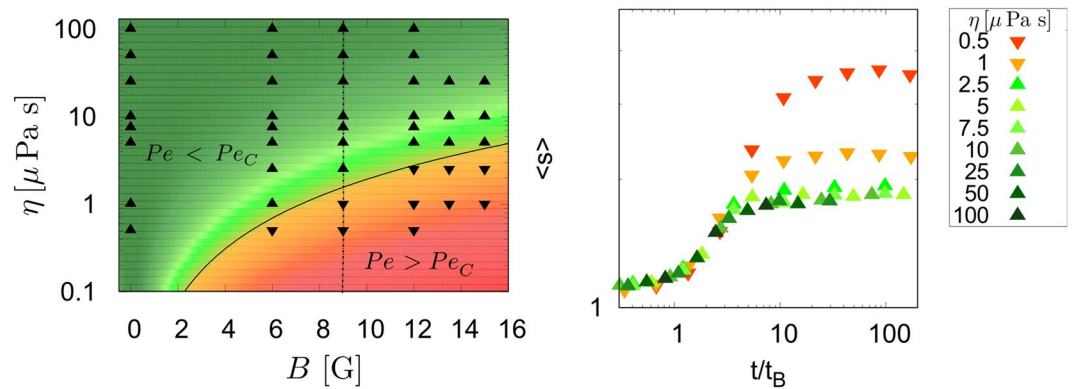 η [μ Pa s]
100
10
1
0.1
Pe < Pe_C
Pe > Pe_C
0 2 4 6 8 10 12 14 16
B [G]
<s>
1
1 10 100
t/t_B
η [μ Pa s]
0.5
1
2.5
5
7.5
10
25
50
100